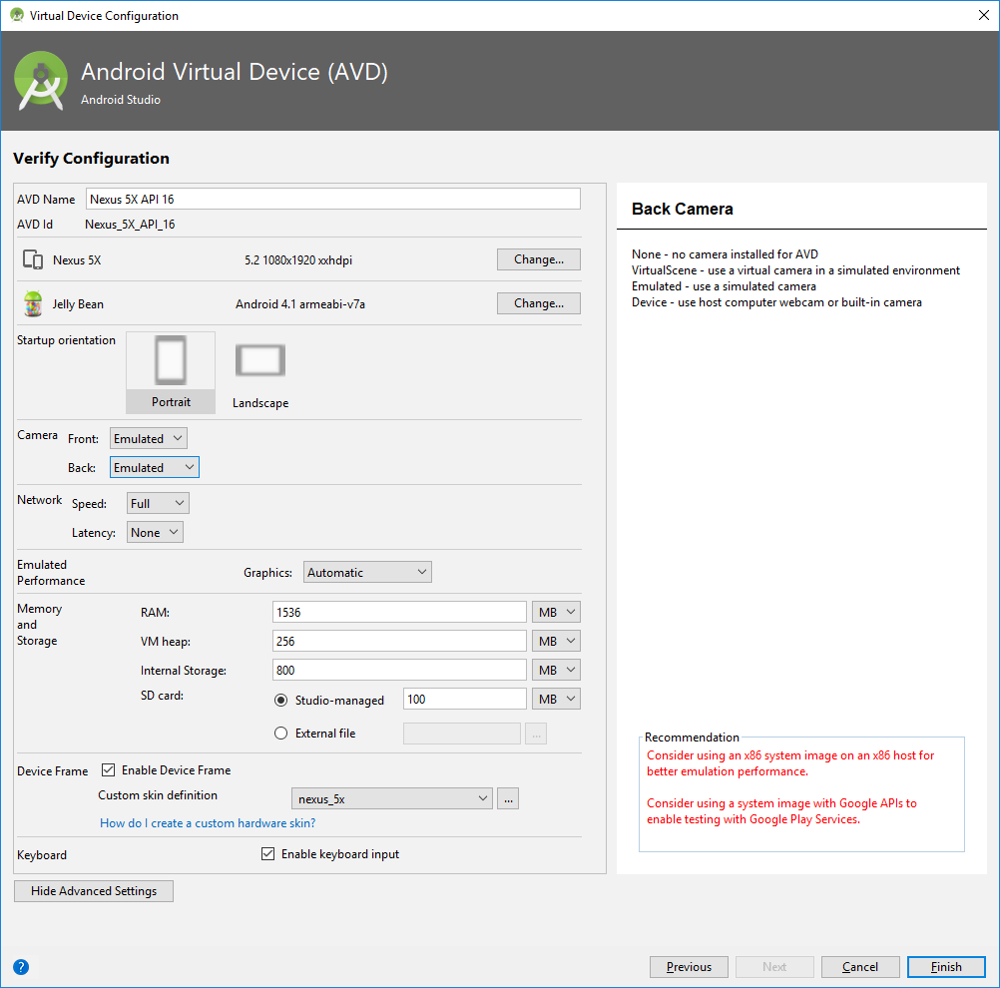 Virtual Device Configuration
Android Virtual Device (AVD)
Android Studio
Verify Configuration
AVD Name Nexus 5X API 16
AVD Id Nexus_5X_API_16
Nexus 5X 5.2 1080x1920 xxhdpi Change...
Jelly Bean Android 4.1 armeabi-v7a Change...
Startup orientation
Portrait Landscape
Camera Front: Emulated
Back: Emulated
Network Speed: Full
Latency: None
Emulated
Performance
Graphics: Automatic
Memory
and
Storage
RAM: 1536 MB
VM heap: 256 MB
Internal Storage: 800 MB
SD card: Studio-managed 100 MB
External file ...
Device Frame Enable Device Frame
Custom skin definition nexus_5x ...
How do I create a custom hardware skin?
Keyboard Enable keyboard input
Hide Advanced Settings
Back Camera
None - no camera installed for AVD
VirtualScene - use a virtual camera in a simulated environment
Emulated - use a simulated camera
Device - use host computer webcam or built-in camera
Recommendation
Consider using an x86 system image on an x86 host for
better emulation performance.
Consider using a system image with Google APIs to
enable testing with Google Play Services.
? Previous Next Cancel Finish